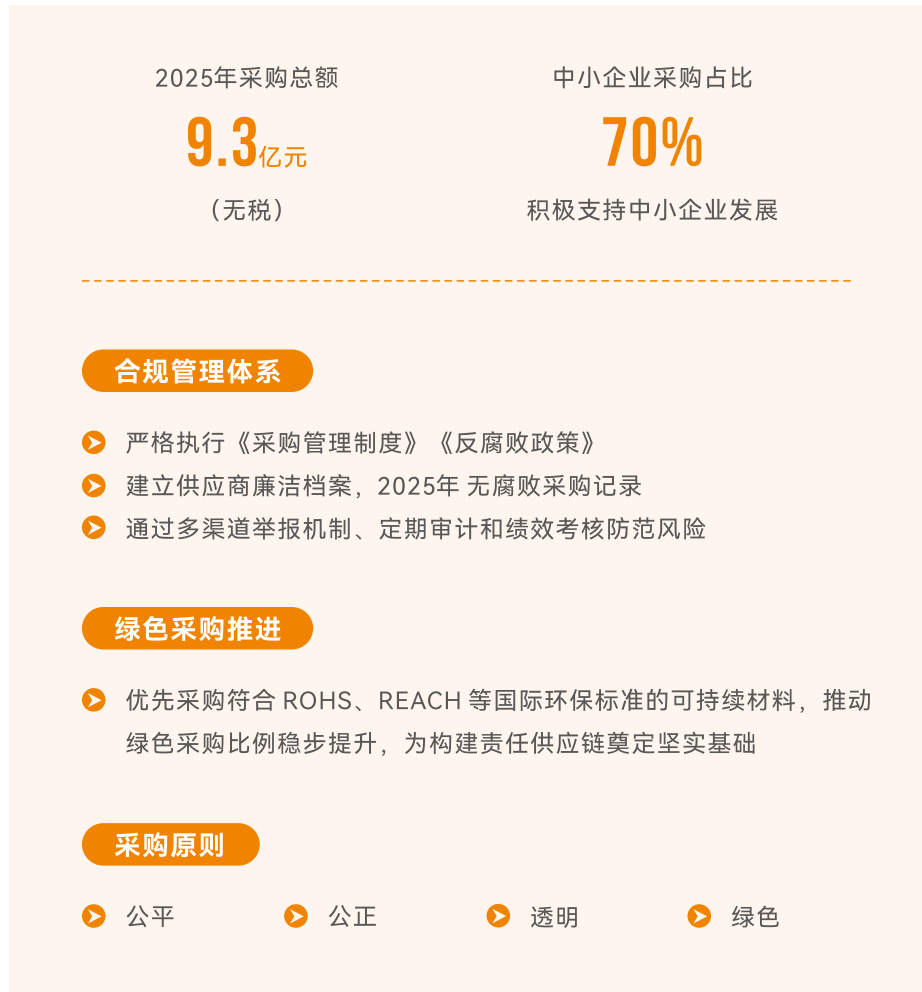 2025年采购总额
9.3亿元
（无税）
中小企业采购占比
70%
积极支持中小企业发展
合规管理体系
严格执行《采购管理制度》《反腐败政策》
建立供应商廉洁档案，2025年 无腐败采购记录
通过多渠道举报机制、定期审计和绩效考核防范风险
绿色采购推进
优先采购符合 ROHS、REACH 等国际环保标准的可持续材料，推动
绿色采购比例稳步提升，为构建责任供应链奠定坚实基础
采购原则
公平
公正
透明
绿色